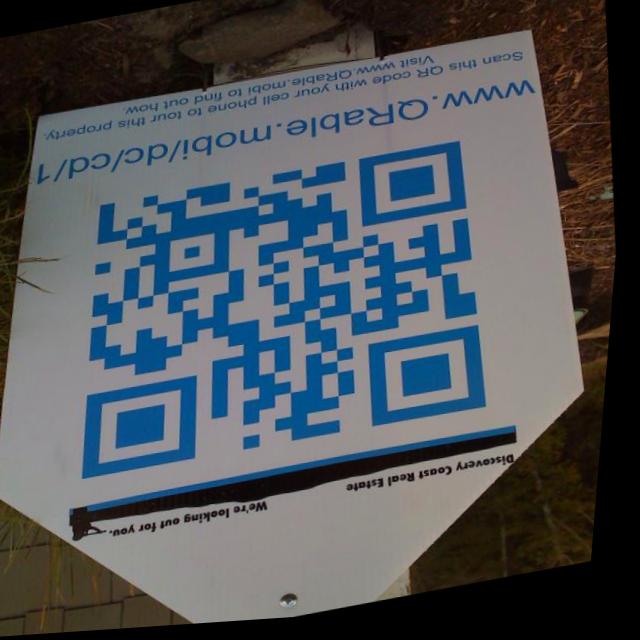 Discovery Coast Real Estate
We're looking out for you.
www.QRable.mobi/dc/cd/1
Scan this QR code with your cell phone to tour this property.
Visit www.QRable.mobi to find out how.